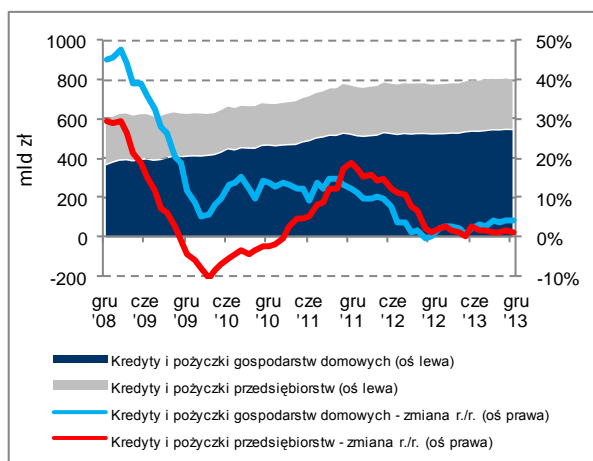 1000
800
600
400
200
0
-200
mld zł
50%
40%
30%
20%
10%
0%
-10%
gru cze gru cze gru cze gru cze gru cze gru
'08 '09 '09 '10 '10 '11 '11 '12 '12 '13 '13
Kredyty i pożyczki gospodarstw domowych (oś lewa)
Kredyty i pożyczki przedsiębiorstw (oś lewa)
Kredyty i pożyczki gospodarstw domowych - zmiana r./r. (oś prawa)
Kredyty i pożyczki przedsiębiorstw - zmiana r./r. (oś prawa)